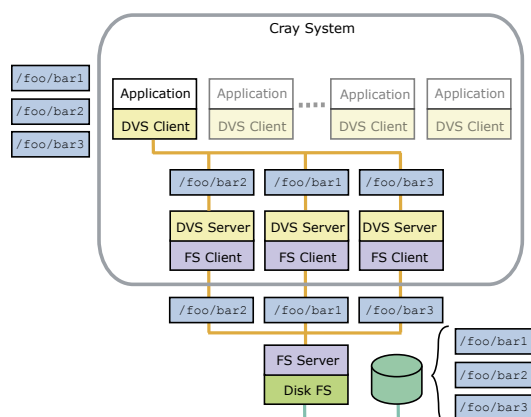 Cray System
/foo/bar1
/foo/bar2
/foo/bar3
Application Application Application Application
DVS Client DVS Client DVS Client DVS Client
/foo/bar2 /foo/bar1 /foo/bar3
DVS Server DVS Server DVS Server
FS Client FS Client FS Client
/foo/bar2 /foo/bar1 /foo/bar3
FS Server
Disk FS
/foo/bar1
/foo/bar2
/foo/bar3